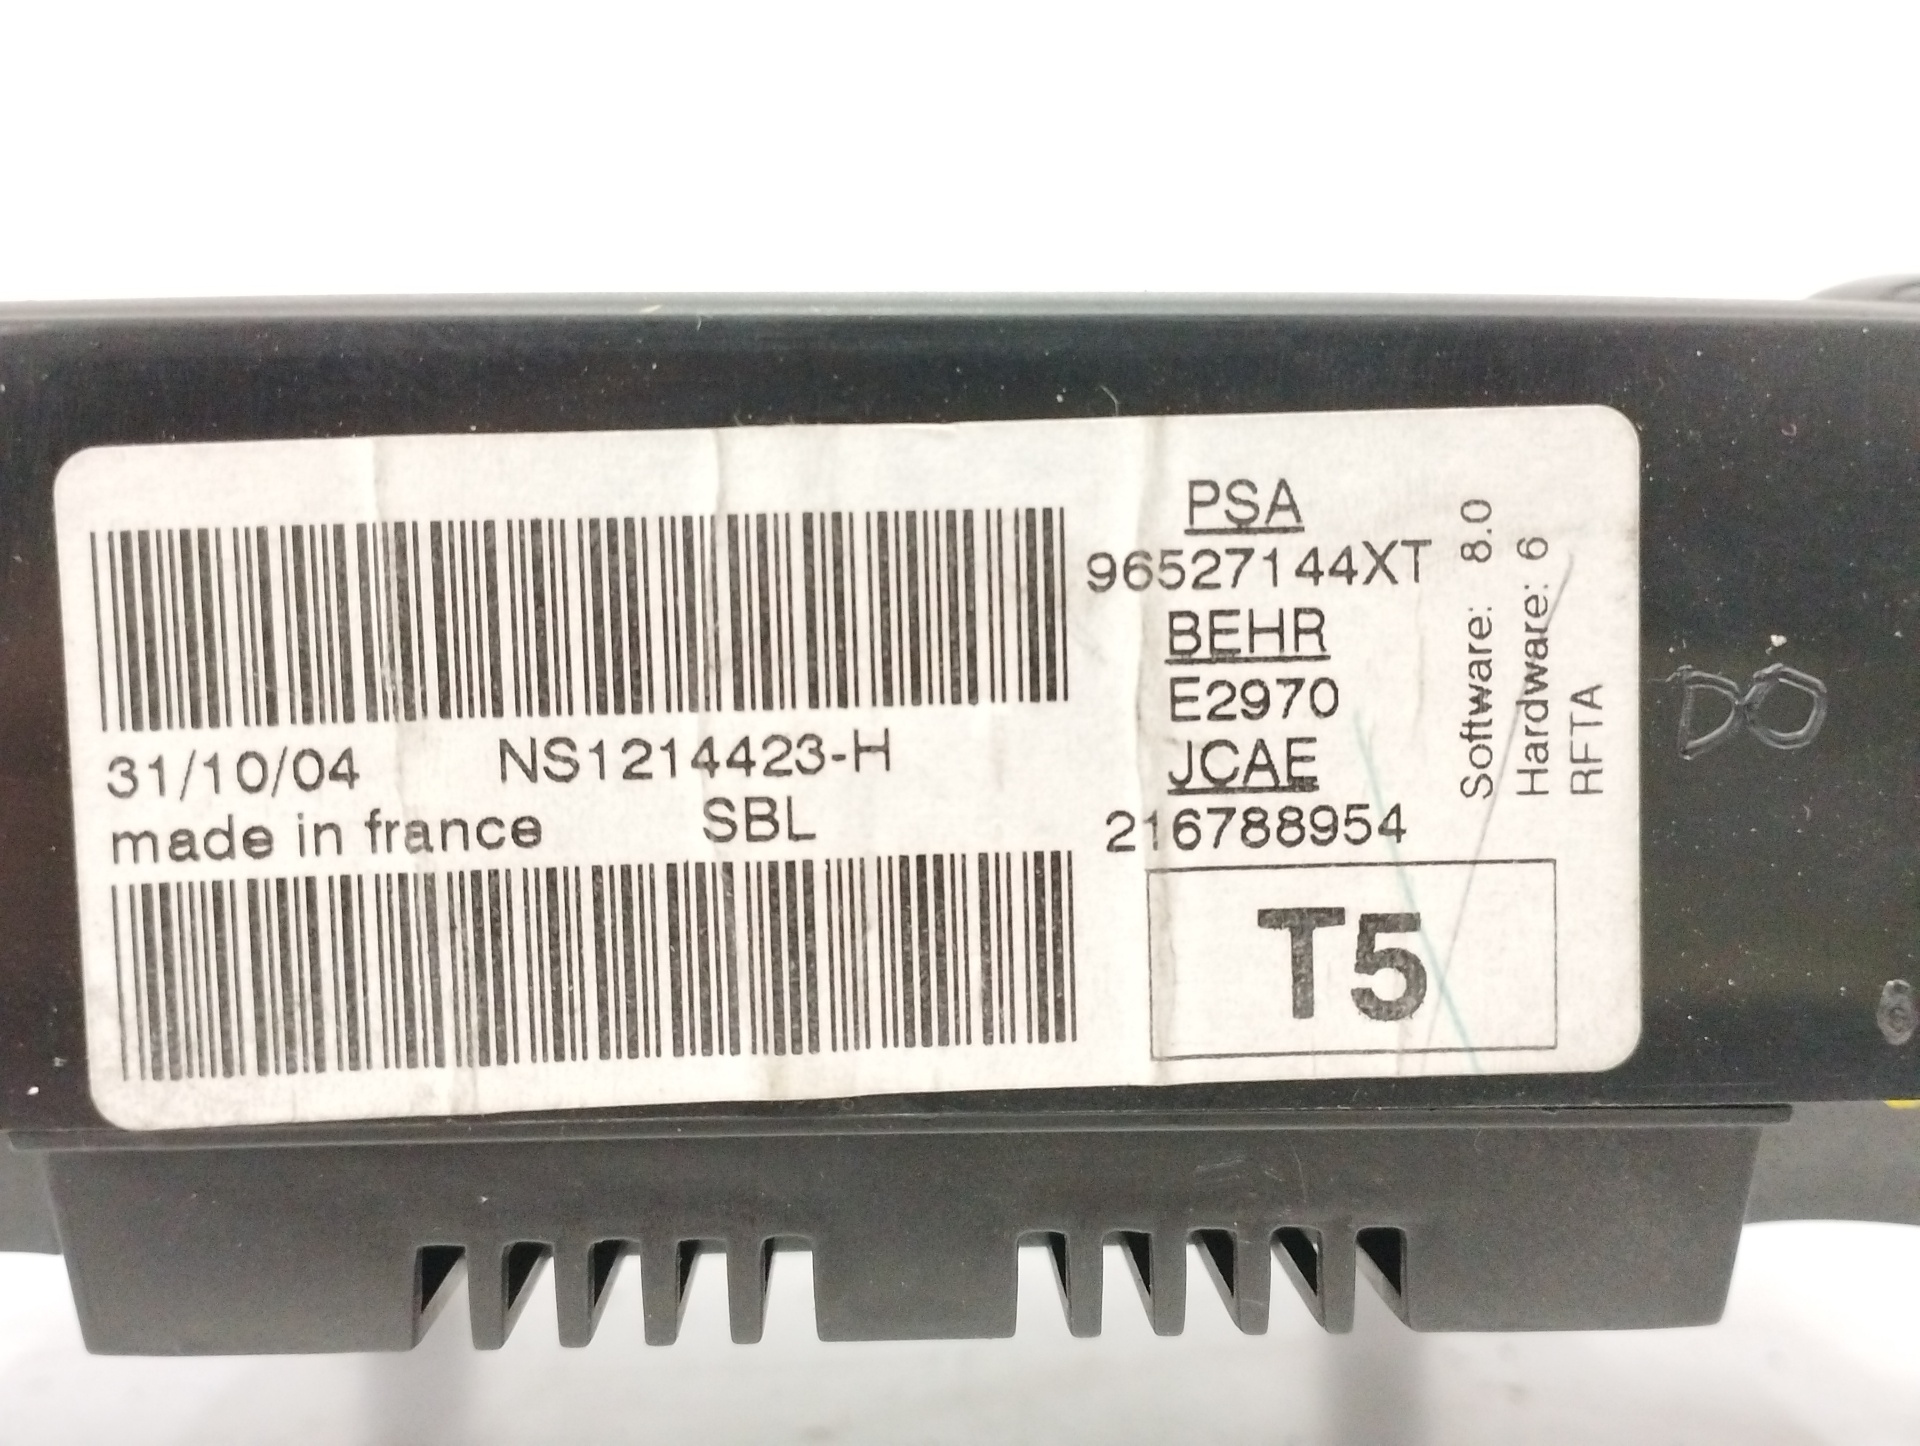 31/10/04 NS1214423-H
made in france SBL
PSA
96527144XT
BEHR
E2970
JCAE
216788954
T5
Software: 8.0
Hardware: 6
RFTA